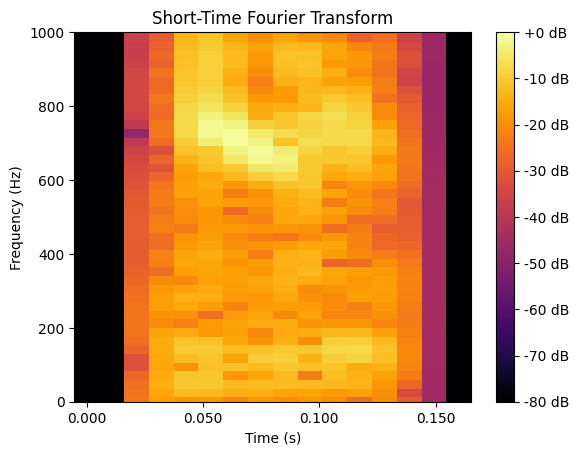 Short-Time Fourier Transform
1000
800
600
400
200
0
Frequency (Hz)
0.000
0.050
0.100
0.150
Time (s)
+0 dB
-10 dB
-20 dB
-30 dB
-40 dB
-50 dB
-60 dB
-70 dB
-80 dB